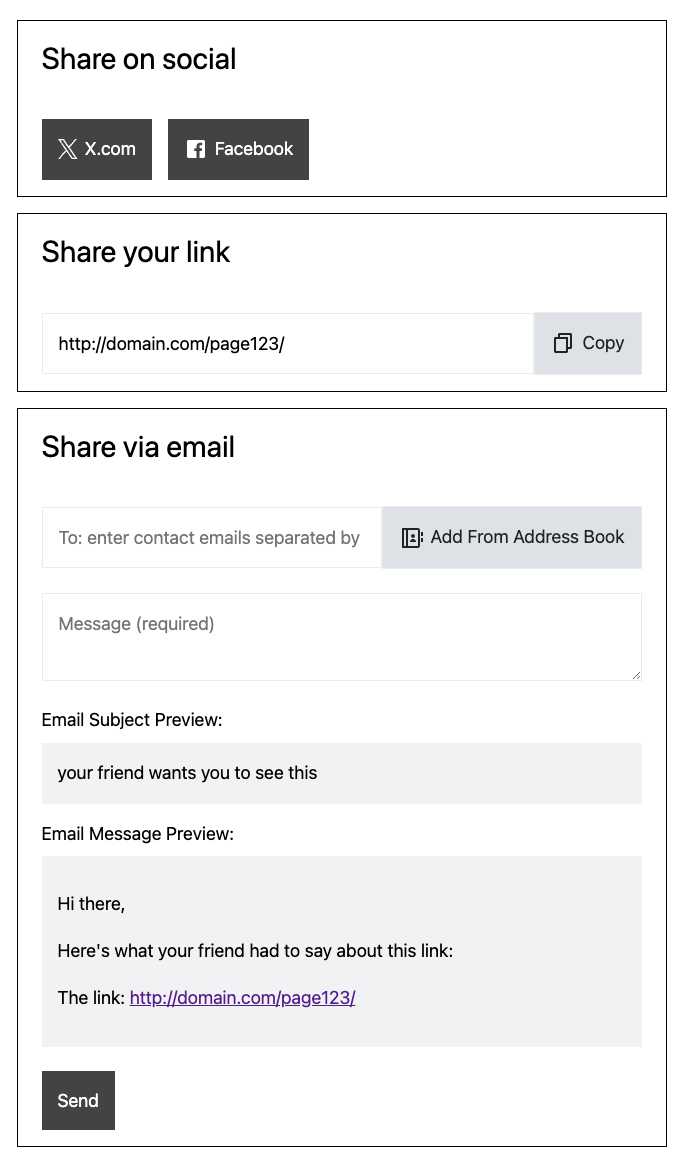 Share on social
X.com
Facebook
Share your link
http://domain.com/page123/
Copy
Share via email
To: enter contact emails separated by
Add From Address Book
Message (required)
Email Subject Preview:
your friend wants you to see this
Email Message Preview:
Hi there,
Here's what your friend had to say about this link:
The link: http://domain.com/page123/
Send